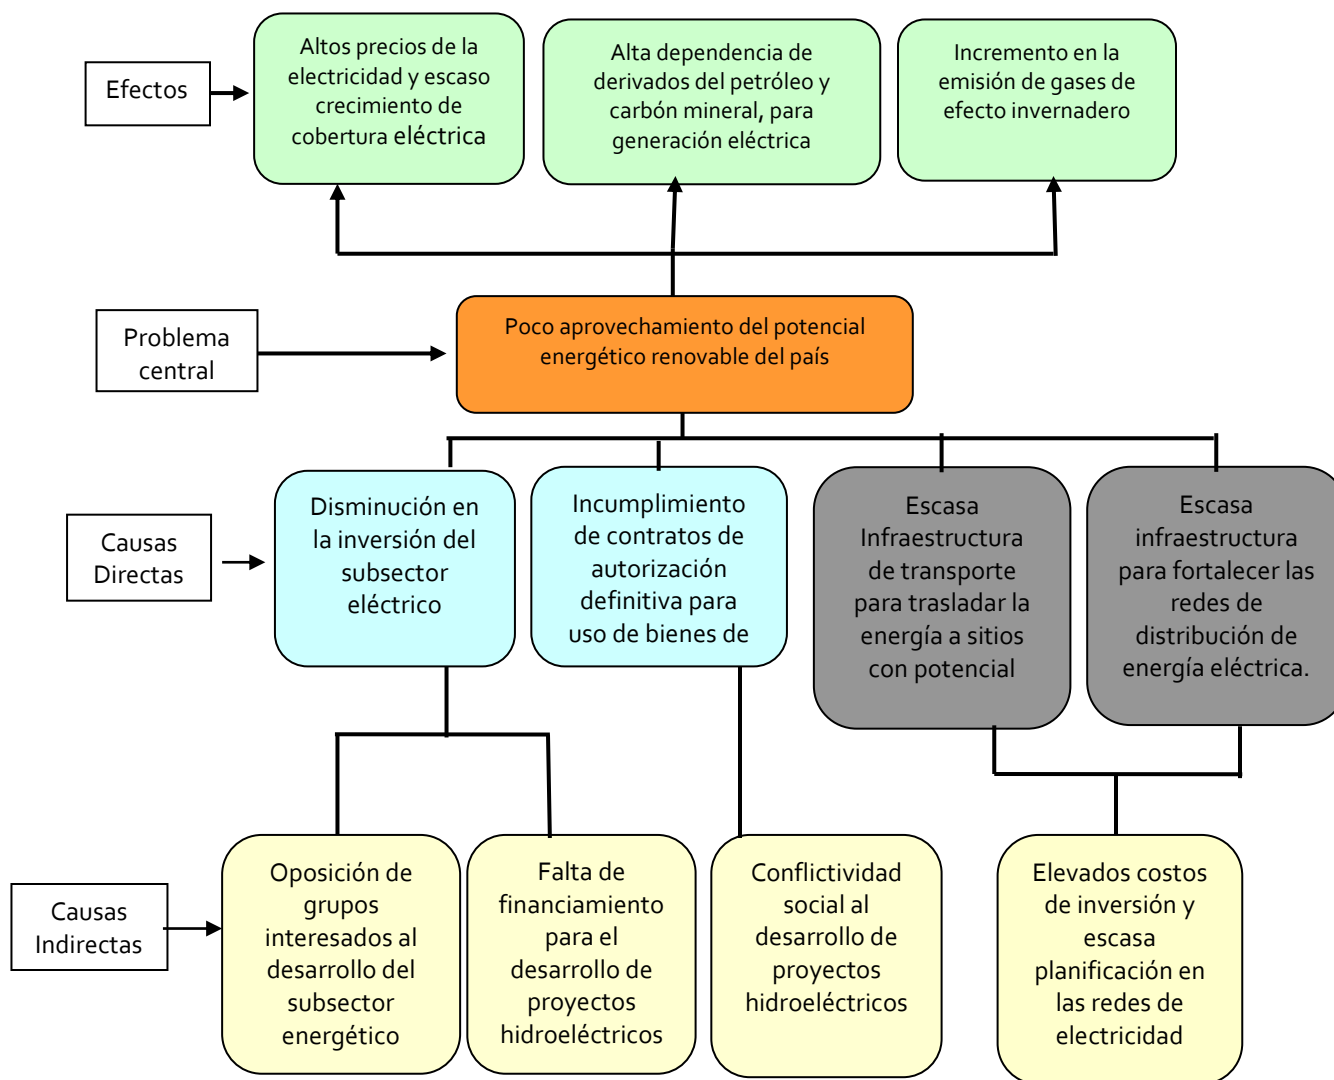 Efectos
Altos precios de la
electricidad y escaso
crecimiento de
cobertura eléctrica
Alta dependencia de
derivados del petróleo y
carbón mineral, para
generación eléctrica
Incremento en la
emisión de gases de
efecto invernadero
Problema
central
Poco aprovechamiento del potencial
energético renovable del país
Causas
Directas
Disminución en
la inversión del
subsector
eléctrico
Incumplimiento
de contratos de
autorización
definitiva para
uso de bienes de
Escasa
Infraestructura
de transporte
para trasladar la
energía a sitios
con potencial
Escasa
infraestructura
para fortalecer las
redes de
distribución de
energía eléctrica.
Causas
Indirectas
Oposición de
grupos
interesados al
desarrollo del
subsector
energético
Falta de
financiamiento
para el
desarrollo de
proyectos
hidroeléctricos
Conflictividad
social al
desarrollo de
proyectos
hidroeléctricos
Elevados costos
de inversión y
escasa
planificación en
las redes de
electricidad